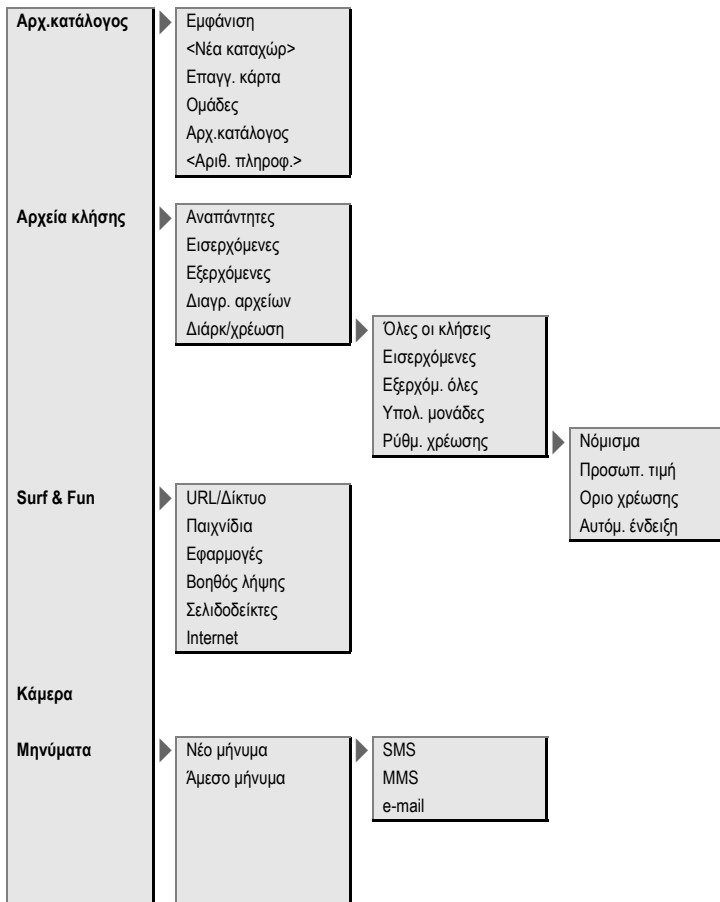 Αρχ.κατάλογος
Εμφάνιση
<Νέα καταχώρ>
Επαγγ. κάρτα
Ομάδες
Αρχ.κατάλογος
<Αριθ. πληροφ.>
Αρχεία κλήσης
Αναπάντητες
Εισερχόμενες
Εξερχόμενες
Διαγρ. αρχείων
Διάρκ/χρέωση
Όλες οι κλήσεις
Εισερχόμενες
Εξερχόμ. όλες
Υπολ. μονάδες
Ρύθμ. χρέωσης
Νόμισμα
Προσωπ. τιμή
Οριο χρέωσης
Αυτόμ. ένδειξη
Surf & Fun
URL/Δίκτυο
Παιχνίδια
Εφαρμογές
Βοηθός λήψης
Σελιδοδείκτες
Internet
Κάμερα
Μηνύματα
Νέο μήνυμα
Άμεσο μήνυμα
SMS
MMS
e-mail